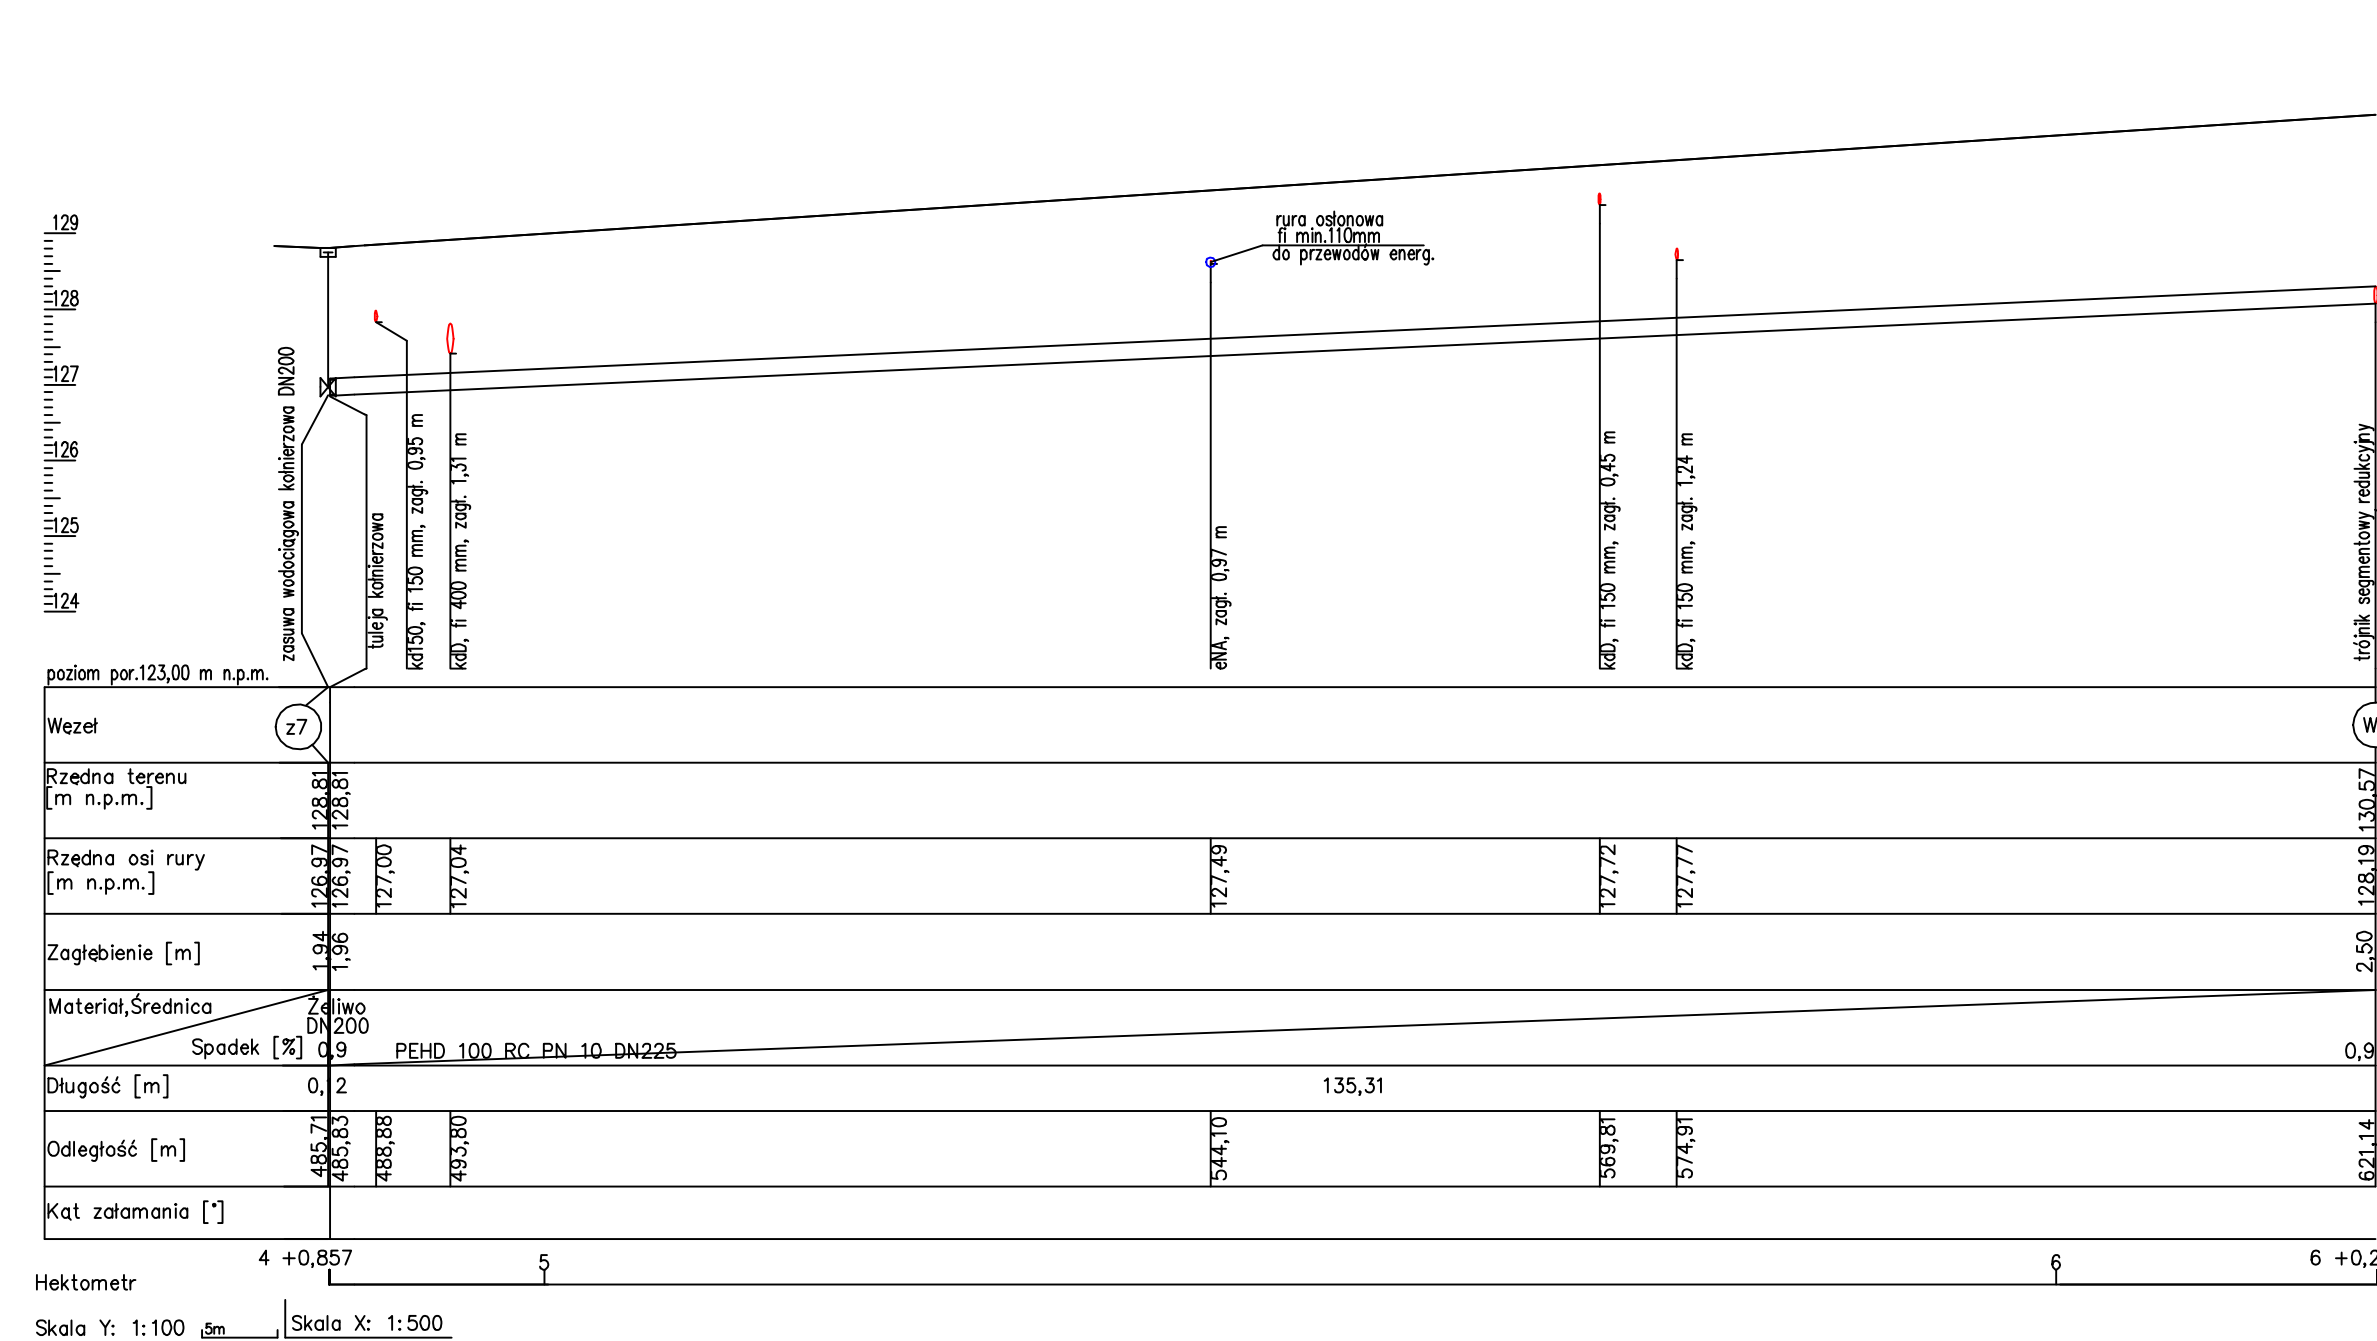 129
128
127
126
125
124
rura osłonowa
fi min.110mm
do przewodów energ.
zasuwa wodociągowa kołnierzowa DN200
tuleja kołnierzowa
kd150, fi 150 mm, zagł. 0,95 m
kdD, fi 400 mm, zagł. 1,31 m
eNA, zagł. 0,97 m
kdD, fi 150 mm, zagł. 0,45 m
kdD, fi 150 mm, zagł. 1,24 m
trójnik segmentowy redukcyjny
poziom por.123,00 m n.p.m.
Węzeł
z7
W
Rzędna terenu
[m n.p.m.]
128,81
128,81
130,57
Rzędna osi rury
[m n.p.m.]
126,97
126,97
127,00
127,04
127,49
127,72
127,77
128,19
Zagłębienie [m]
1,94
1,96
2,50
Materiał,Średnica
Żeliwo
DN200
Spadek [%] 0,9
PEHD 100 RC PN 10 DN225
0,9
Długość [m]
0,12
135,31
Odległość [m]
485,71
485,83
488,88
493,80
544,10
569,81
574,91
621,14
Kąt załamania [°]
4 +0,857
5
6
6 +0,2
Hektometr
Skala Y: 1:100
5m
Skala X: 1:500